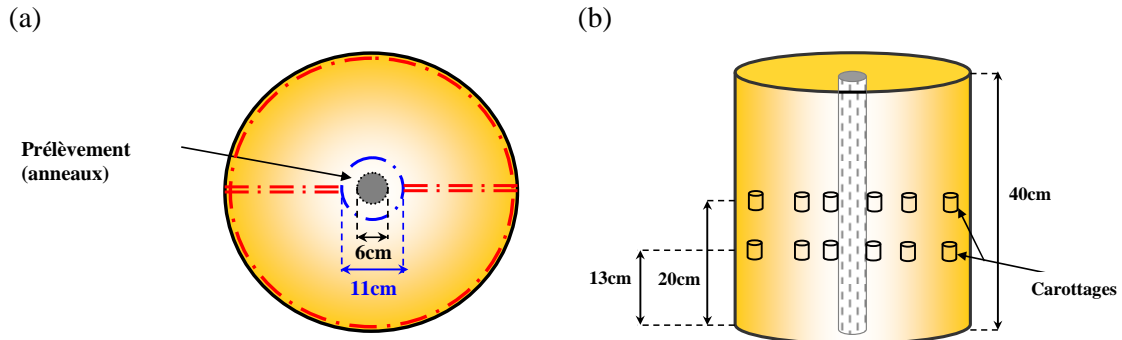 (a)
Prélèvement
(anneaux)
6cm
11cm
(b)
13cm
20cm
40cm
Carottages